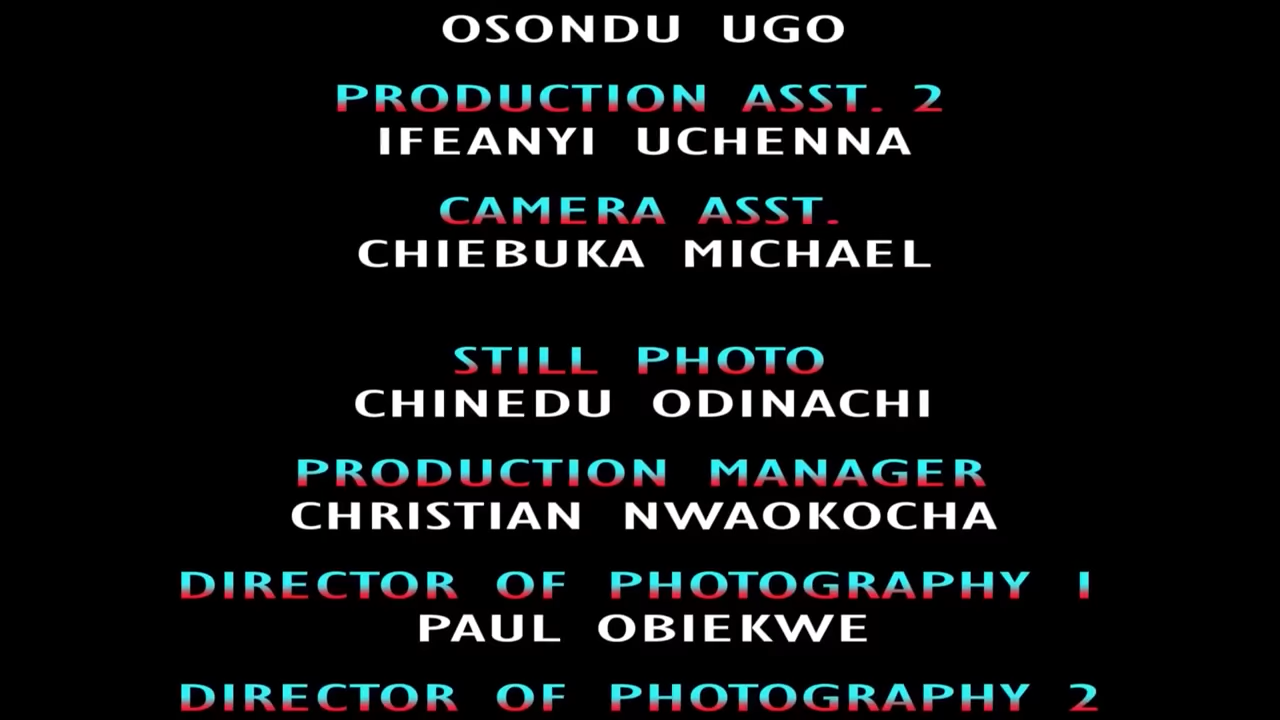 OSONDU UGO
PRODUCTION ASST. 2
IFEANYI UCHENNA
CAMERA ASST.
CHIEBUKA MICHAEL
STILL PHOTO
CHINEDU ODINACHI
PRODUCTION MANAGER
CHRISTIAN NWAOKOCHA
DIRECTOR OF PHOTOGRAPHY 1
PAUL OBIEKWE
DIRECTOR OF PHOTOGRAPHY 2